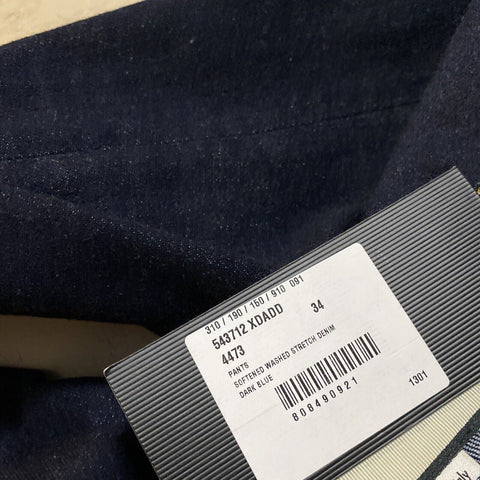 310 / 190 / 150 / 910 091
543712 XDADD 34
4473
PANTS
SOFTENED WASHED STRETCH DENIM
DARK BLUE
808490921
1301